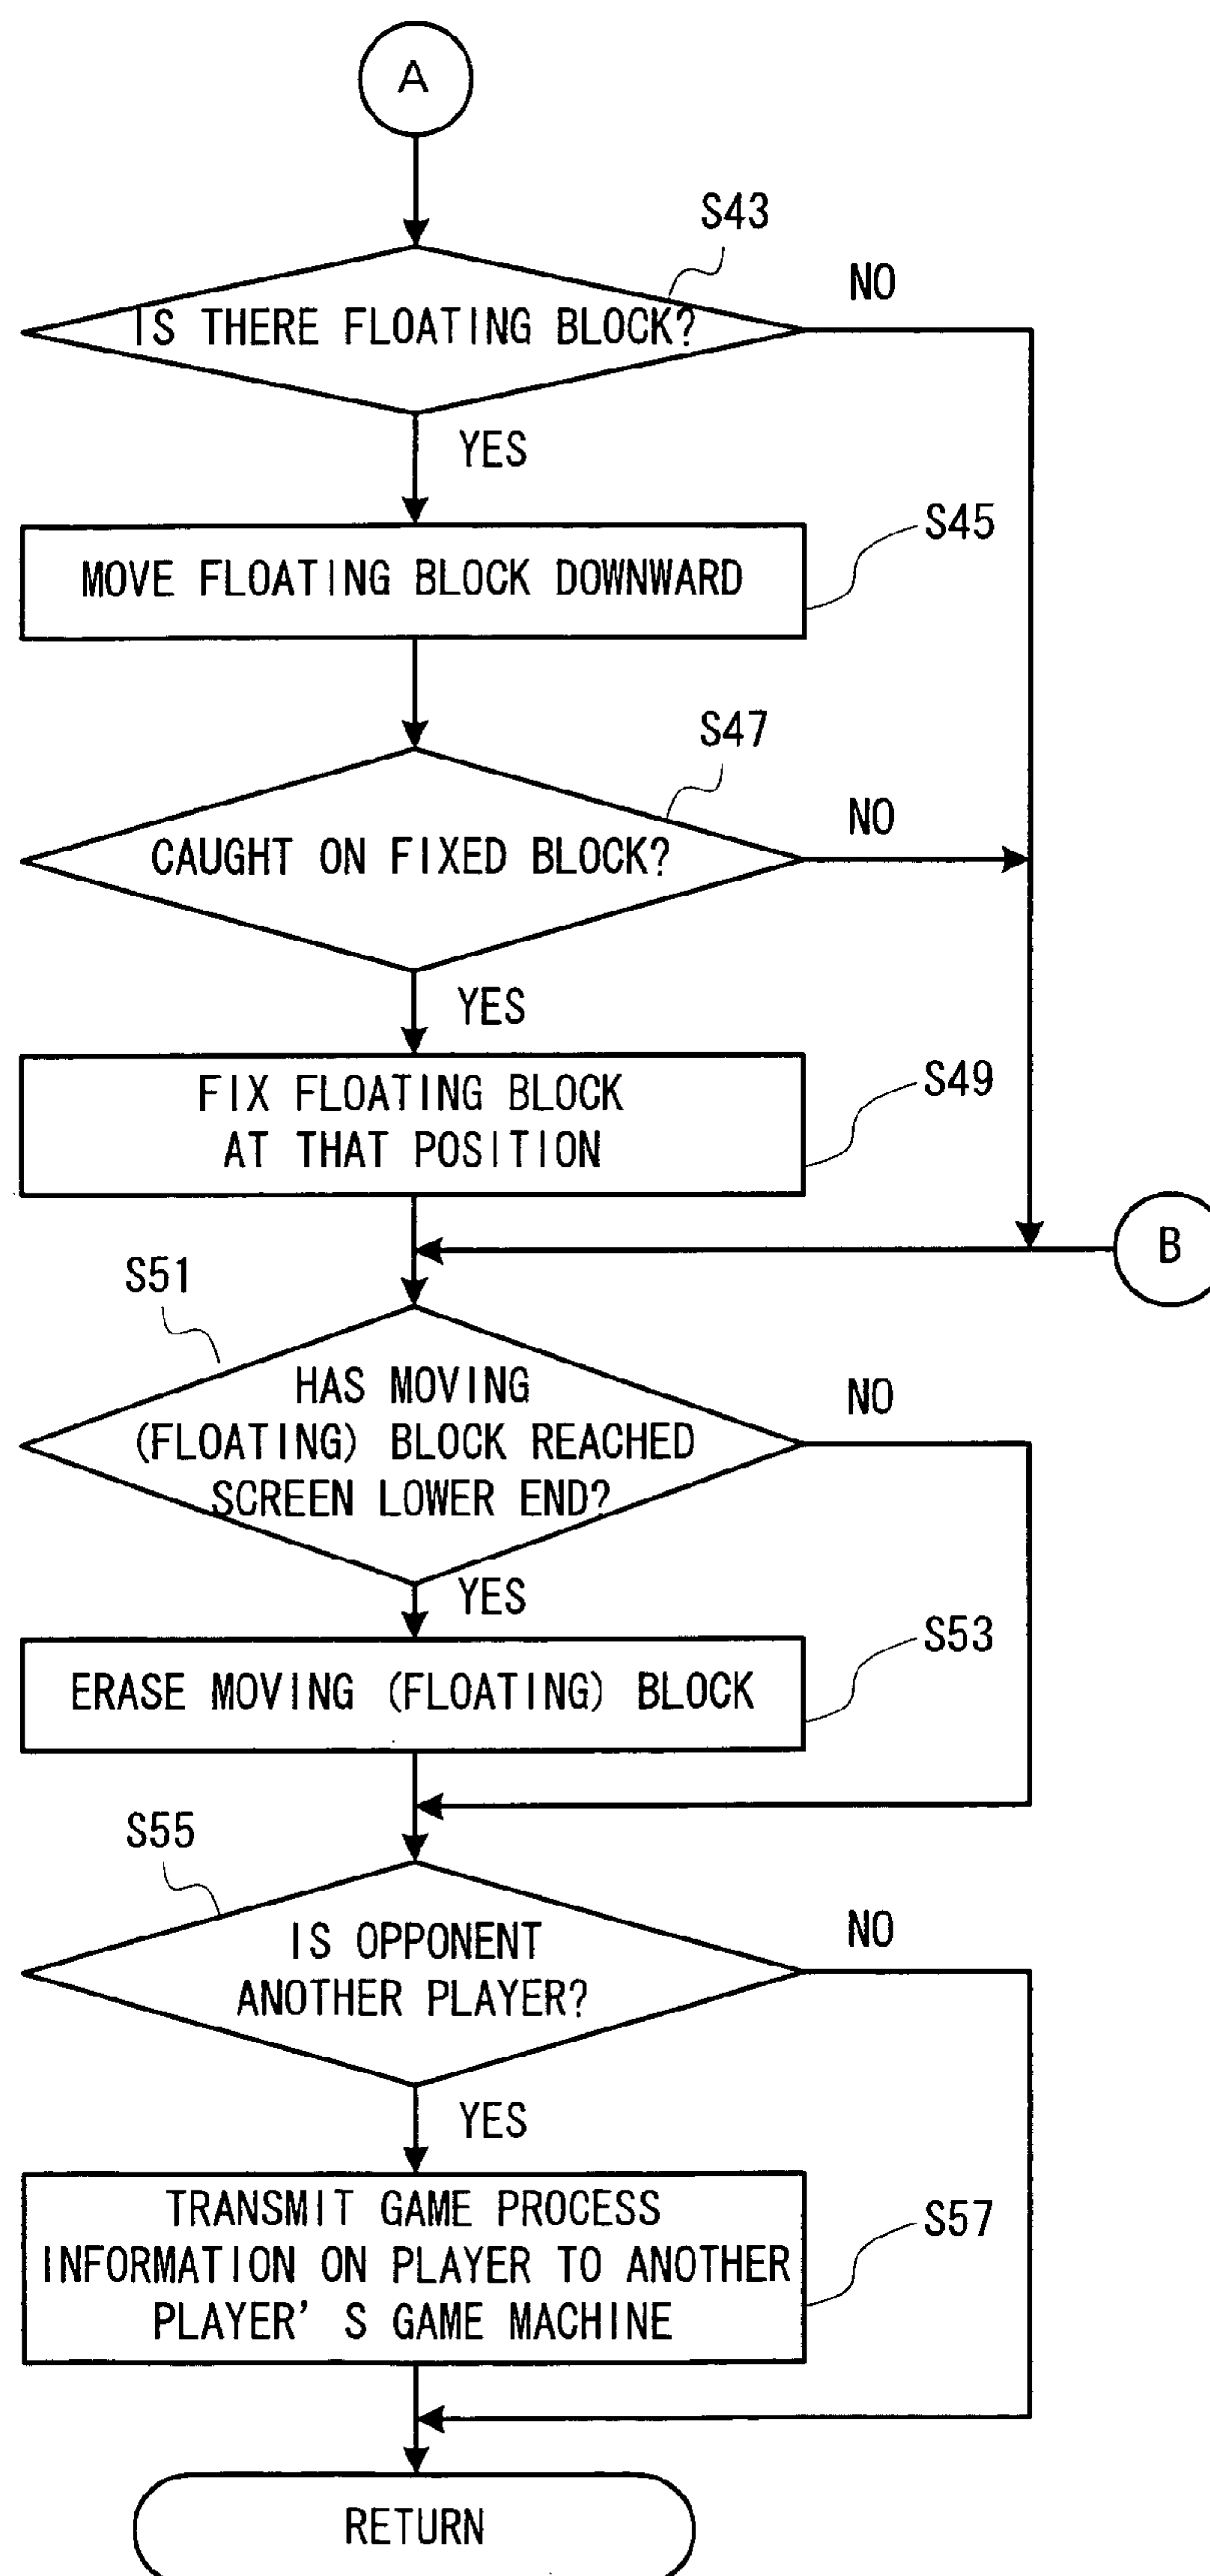 A
S43
IS THERE FLOATING BLOCK?
NO
YES
MOVE FLOATING BLOCK DOWNWARD
S45
S47
CAUGHT ON FIXED BLOCK?
NO
YES
FIX FLOATING BLOCK
AT THAT POSITION
S49
B
S51
HAS MOVING
(FLOATING) BLOCK REACHED
SCREEN LOWER END?
NO
YES
ERASE MOVING (FLOATING) BLOCK
S53
S55
IS OPPONENT
ANOTHER PLAYER?
NO
YES
TRANSMIT GAME PROCESS
INFORMATION ON PLAYER TO ANOTHER
PLAYER' S GAME MACHINE
S57
RETURN